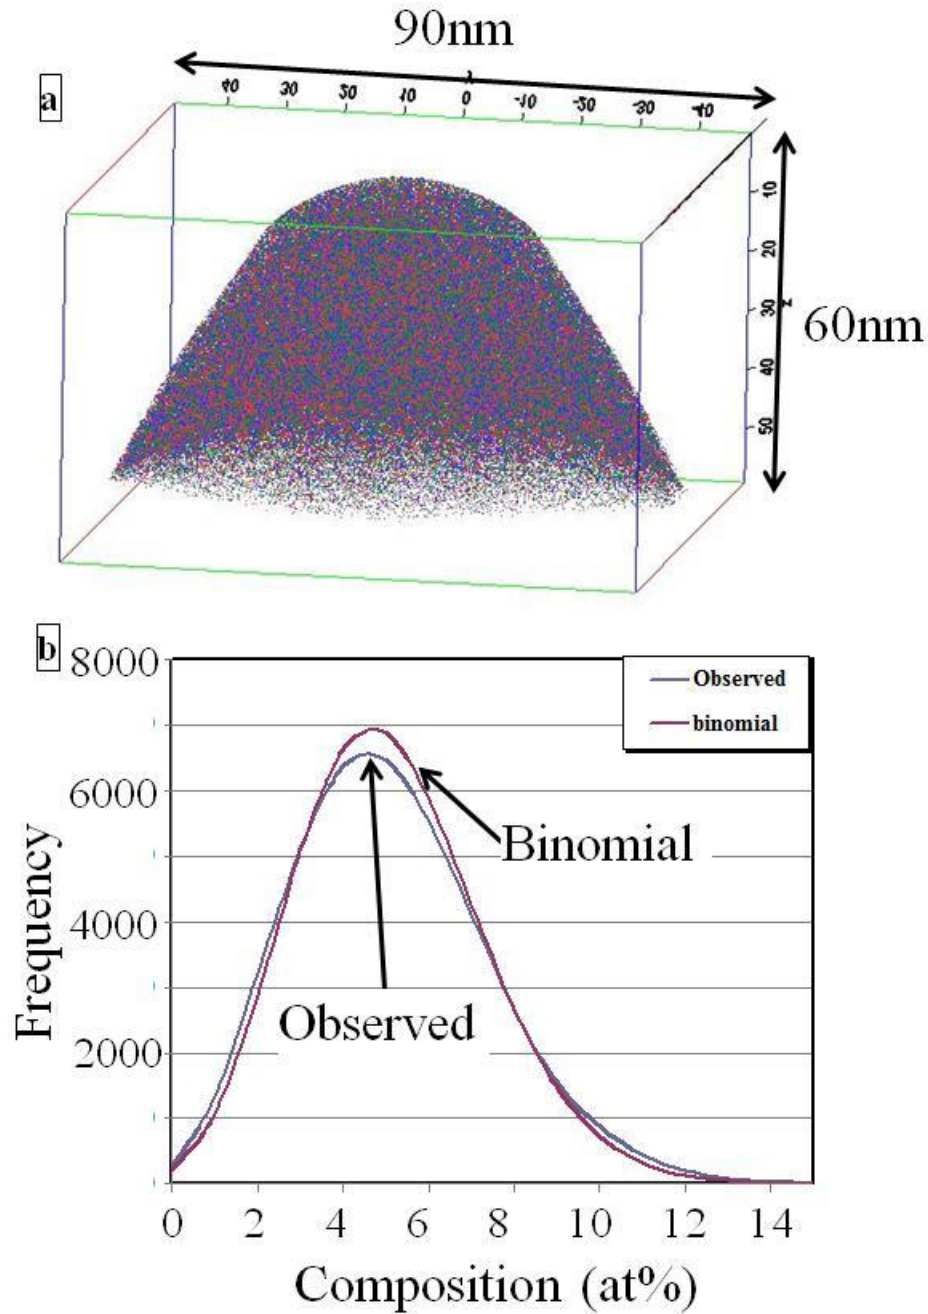 90nm
a
X
40 30 20 10 0 -10 -20 -30 -40
10
20
30
Z
40
50
60nm
b
8000
6000
4000
2000
0 2 4 6 8 10 12 14
Frequency
Composition (at%)
Observed
binomial
Binomial
Observed